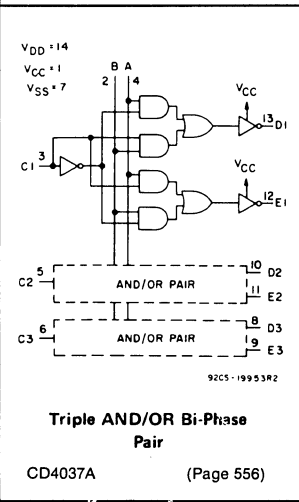 VDD = 14
VCC = 1
VSS = 7
B A
2 4
VCC
13 D1
3
C1
VCC
12 E1
5
C2
AND/OR PAIR
10 D2
11 E2
6
C3
AND/OR PAIR
8 D3
9 E3
92CS-19953R2
Triple AND/OR Bi-Phase
Pair
CD4037A (Page 556)